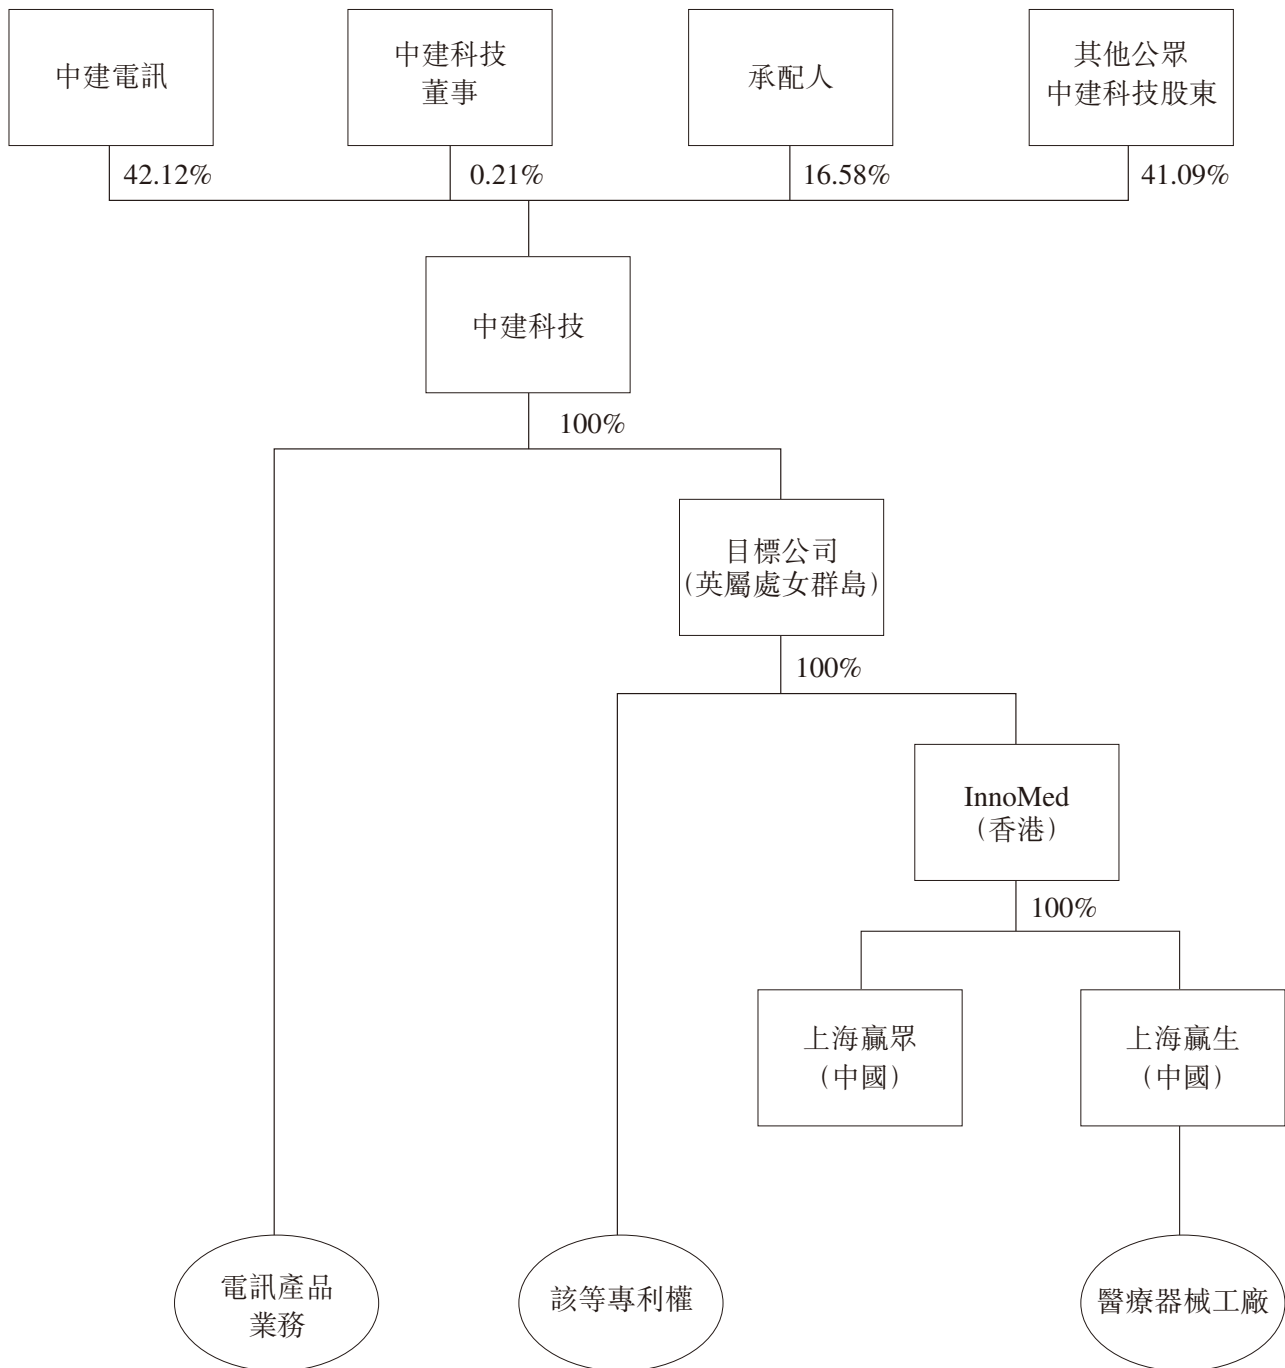 中建電訊
中建科技
董事
承配人
其他公眾
中建科技股東
42.12%
0.21%
16.58%
41.09%
中建科技
100%
目標公司
(英屬處女群島)
100%
InnoMed
(香港)
100%
上海贏眾
(中國)
上海贏生
(中國)
電訊產品
業務
該等專利權
醫療器械工廠